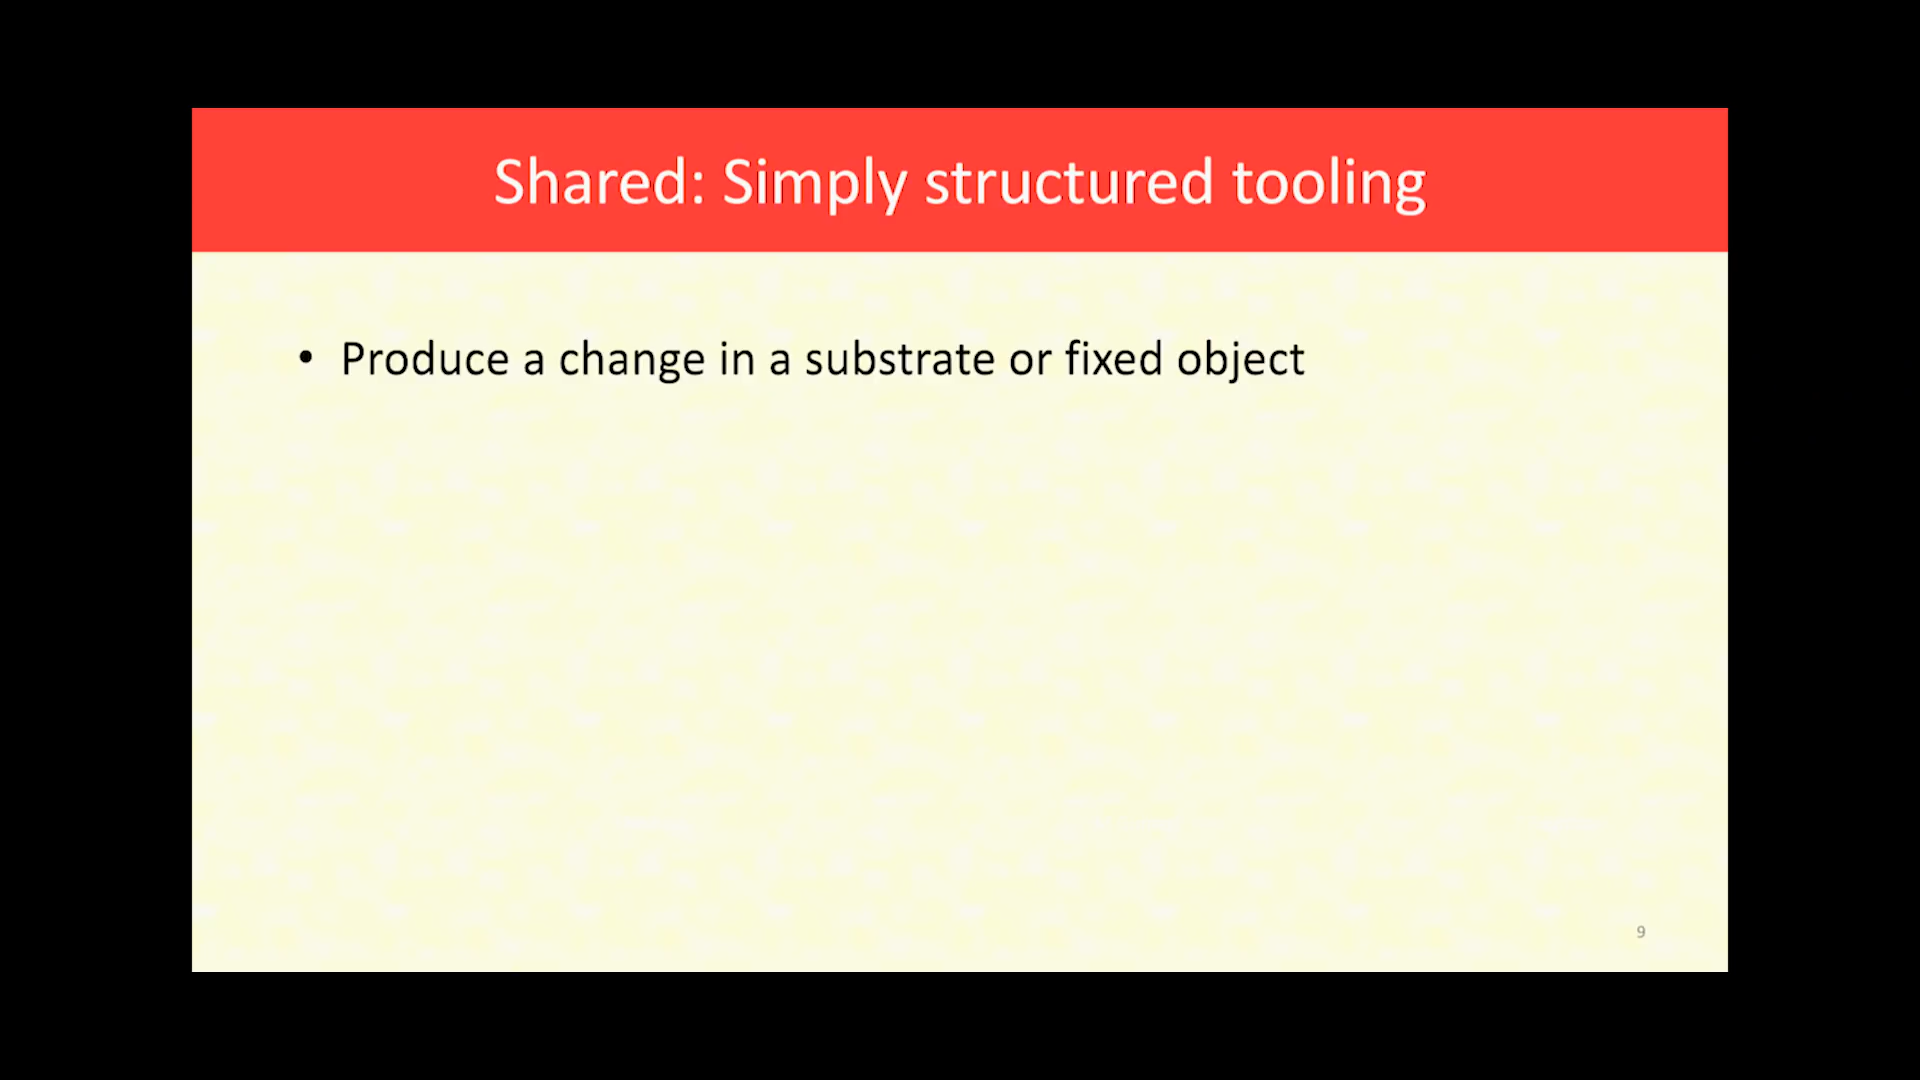 Shared: Simply structured tooling
• Produce a change in a substrate or fixed object
9